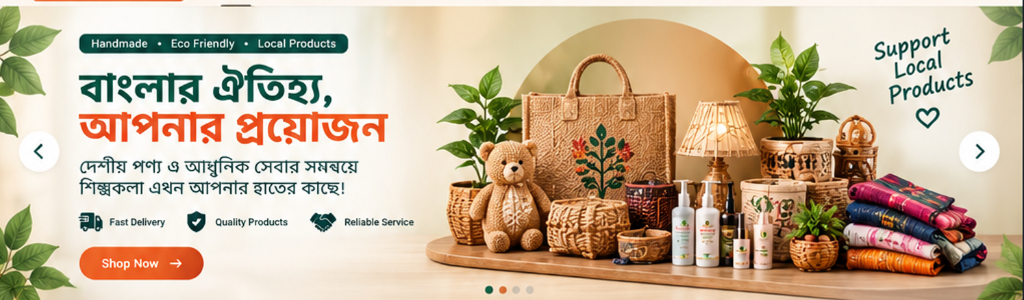 Handmade • Eco Friendly • Local Products
বাংলার ঐতিহ্য,
আপনার প্রয়োজন
দেশীয় পণ্য ও আধুনিক সেবার সমন্বয়ে
শিল্পকলা এখন আপনার হাতের কাছে!
Fast Delivery
Quality Products
Reliable Service
Shop Now →
Support
Local
Products